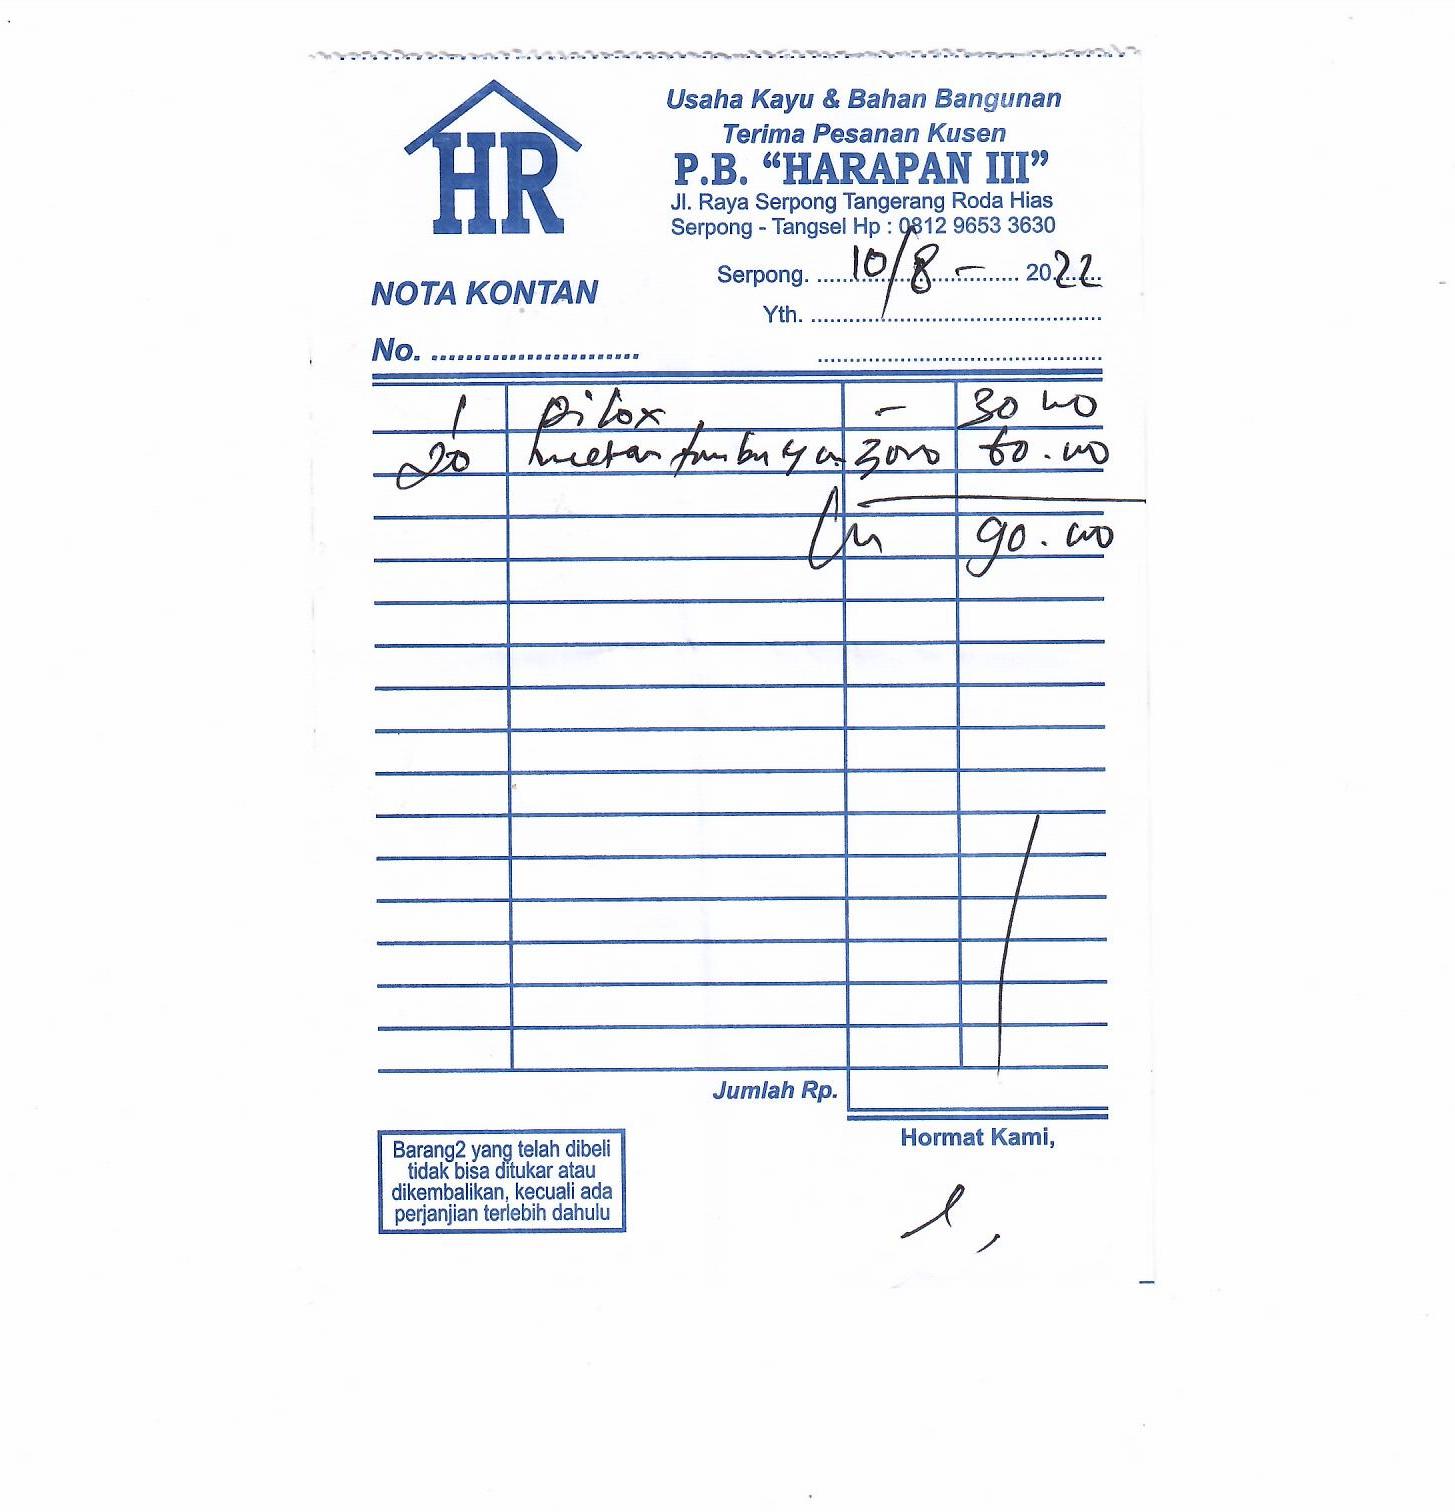 HR
Usaha Kayu & Bahan Bangunan
Terima Pesanan Kusen
P.B. “HARAPAN III”
Jl. Raya Serpong Tangerang Roda Hias
Serpong - Tangsel Hp : 0812 9653 3630
Serpong. 10/8 - 2022
NOTA KONTAN
Yth.
No.
1 Pilox - 30 000
20 meter tambang 3000 60.000
90.000
Jumlah Rp.
Hormat Kami,
Barang2 yang telah dibeli
tidak bisa ditukar atau
dikembalikan, kecuali ada
perjanjian terlebih dahulu